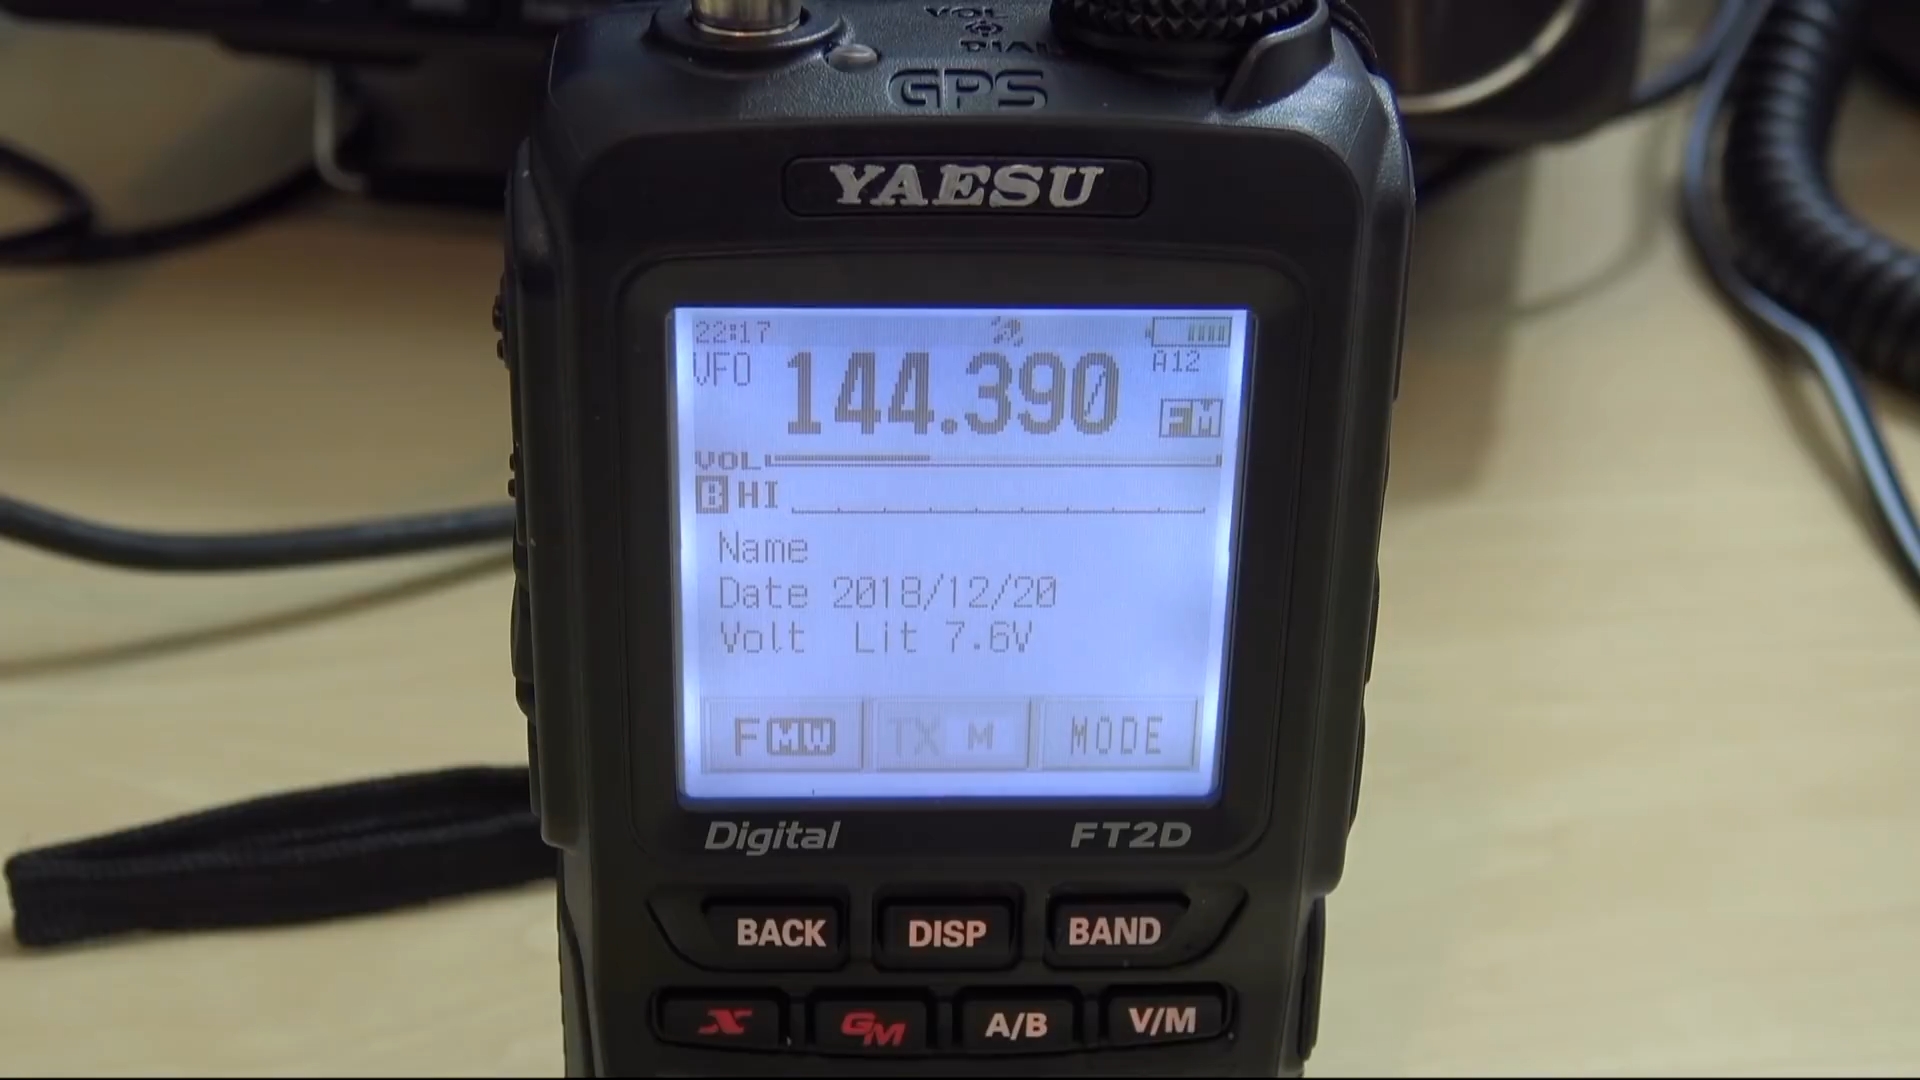 VOL
DIAL
GPS
YAESU
22:17
VFO 144.390 A12
FM
VOL
B HI
Name
Date 2018/12/20
Volt Lit 7.6V
F MW TX M MODE
Digital FT2D
BACK DISP BAND
X GM A/B V/M